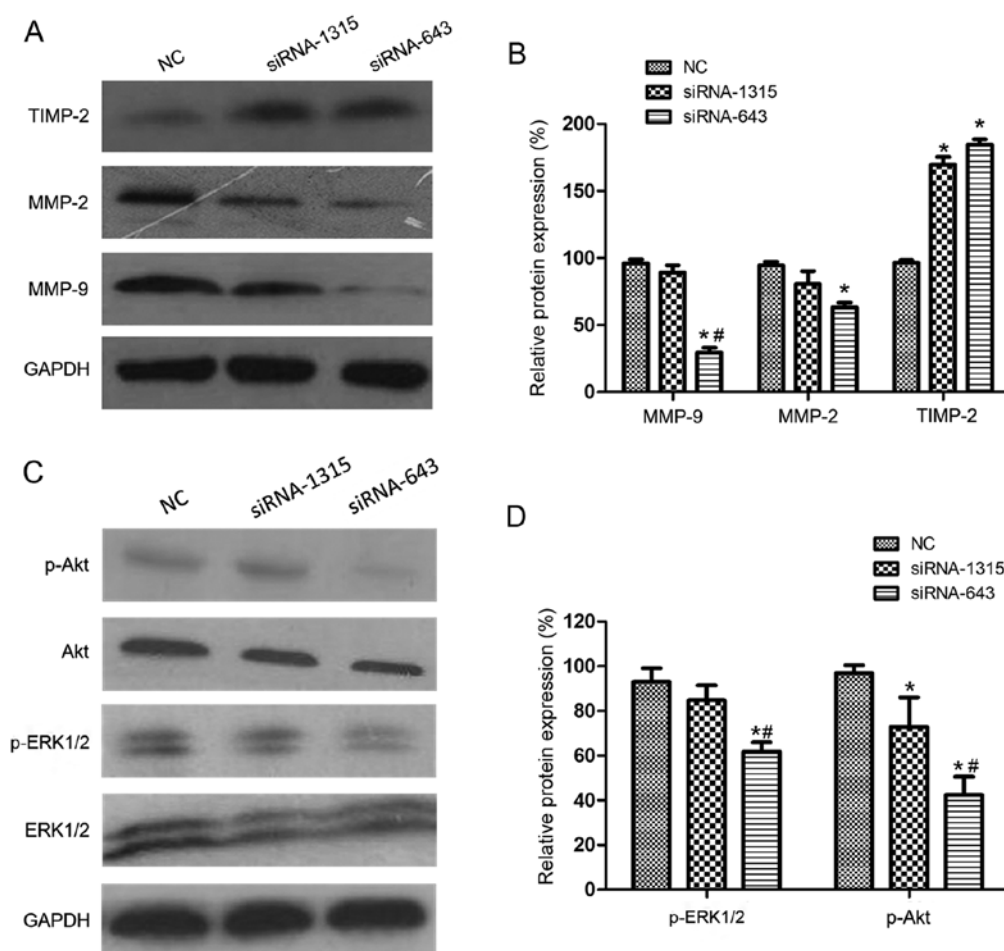 A
NC siRNA-1315 siRNA-643
TIMP-2
MMP-2
MMP-9
GAPDH
B
NC
siRNA-1315
siRNA-643
Relative protein expression (%)
200
150
100
50
0
* #
*
*
*
MMP-9 MMP-2 TIMP-2
C
NC siRNA-1315 siRNA-643
p-Akt
Akt
p-ERK1/2
ERK1/2
GAPDH
D
NC
siRNA-1315
siRNA-643
Relative protein expression (%)
120
100
80
60
40
20
0
*#
*
* #
p-ERK1/2 p-Akt